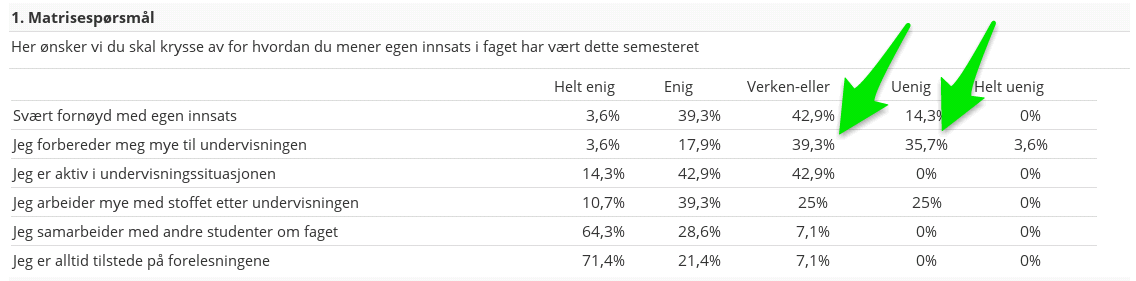 1. Matrisespørsmål
Her ønsker vi du skal krysse av for hvordan du mener egen innsats i faget har vært dette semesteret
Helt enig Enig Verken-eller Uenig Helt uenig
Svært fornøyd med egen innsats 3,6% 39,3% 42,9% 14,3% 0%
Jeg forbereder meg mye til undervisningen 3,6% 17,9% 39,3% 35,7% 3,6%
Jeg er aktiv i undervisningssituasjonen 14,3% 42,9% 42,9% 0% 0%
Jeg arbeider mye med stoffet etter undervisningen 10,7% 39,3% 25% 25% 0%
Jeg samarbeider med andre studenter om faget 64,3% 28,6% 7,1% 0% 0%
Jeg er alltid tilstede på forelesningene 71,4% 21,4% 7,1% 0% 0%